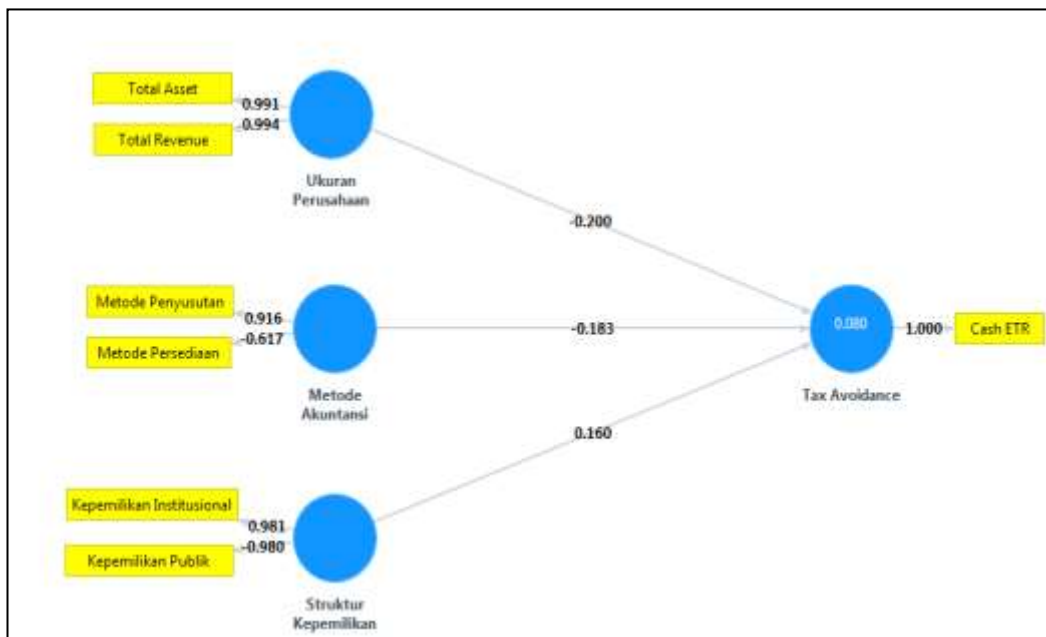 Total Asset
0.991
0.994
Total Revenue
Ukuran
Perusahaan
-0.200
Metode Penyusutan
0.916
-0.617
Metode Persediaan
Metode
Akuntansi
-0.183
0.080
1.000
Cash ETR
Tax Avoidance
0.160
Kepemilikan Institusional
0.981
-0.980
Kepemilikan Publik
Struktur
Kepemilikan